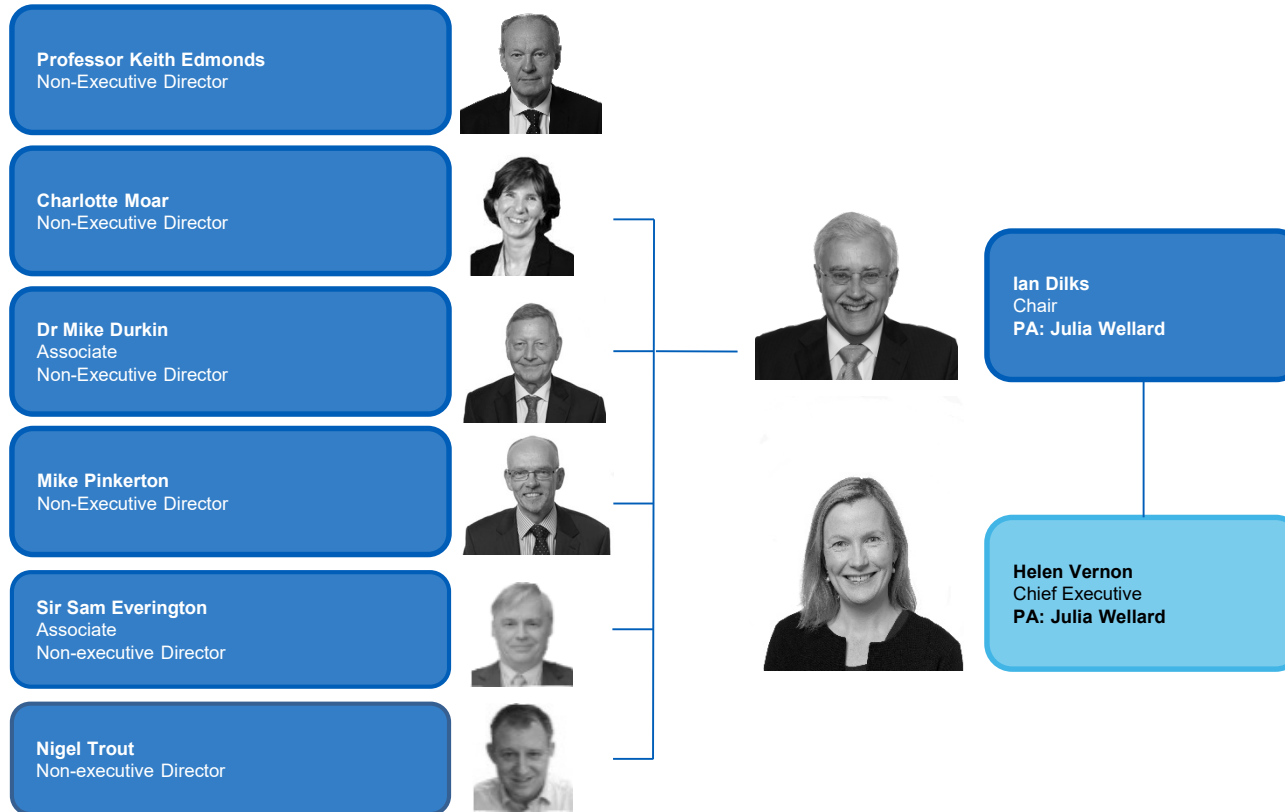 Professor Keith Edmonds
Non-Executive Director
Charlotte Moar
Non-Executive Director
Dr Mike Durkin
Associate
Non-Executive Director
Mike Pinkerton
Non-Executive Director
Sir Sam Everington
Associate
Non-executive Director
Nigel Trout
Non-executive Director
Ian Dilks
Chair
PA: Julia Wellard
Helen Vernon
Chief Executive
PA: Julia Wellard